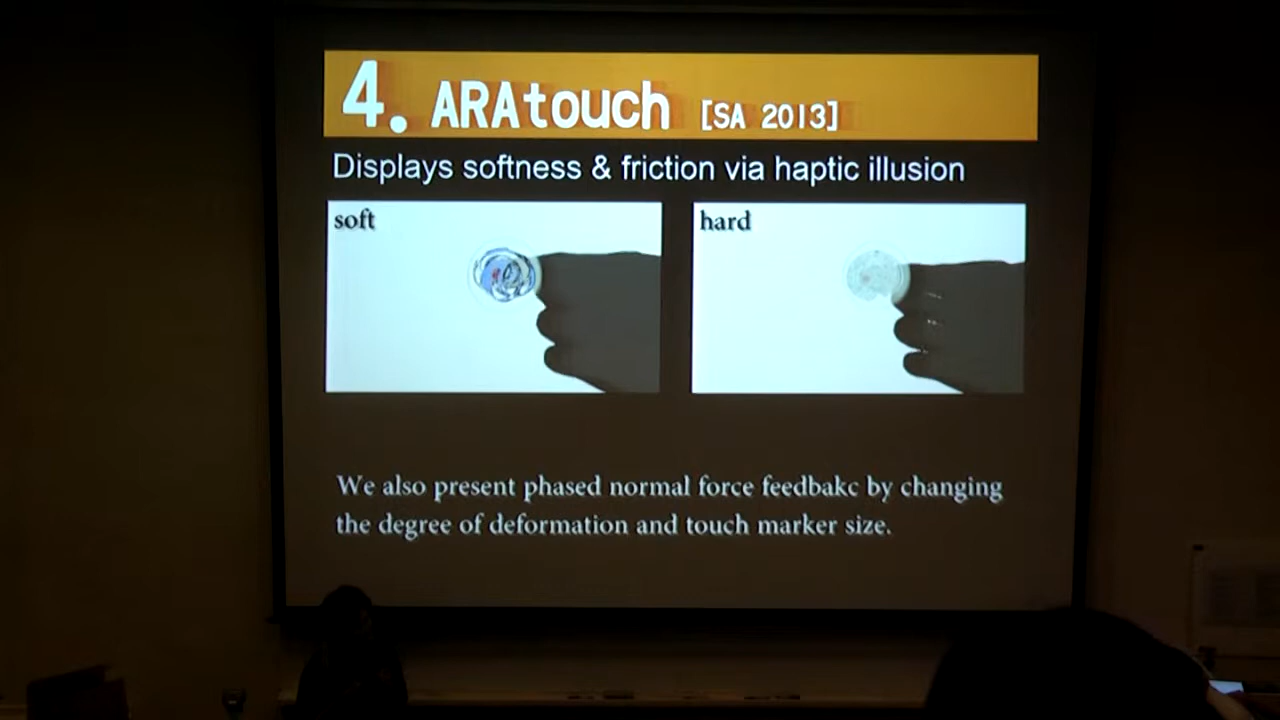 4. ARAtouch [SA 2013]
Displays softness & friction via haptic illusion
soft
hard
We also present phased normal force feedbakc by changing
the degree of deformation and touch marker size.